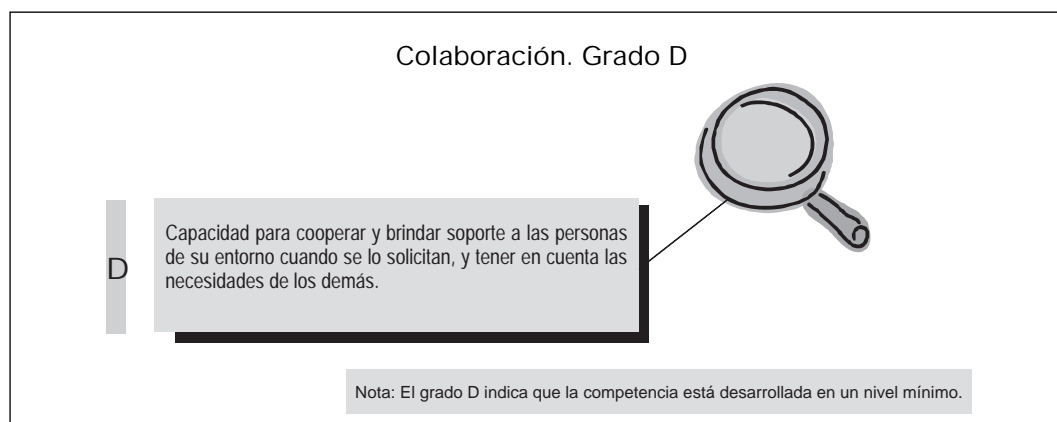 Colaboración. Grado D
D
Capacidad para cooperar y brindar soporte a las personas
de su entorno cuando se lo solicitan, y tener en cuenta las
necesidades de los demás.
Nota: El grado D indica que la competencia está desarrollada en un nivel mínimo.